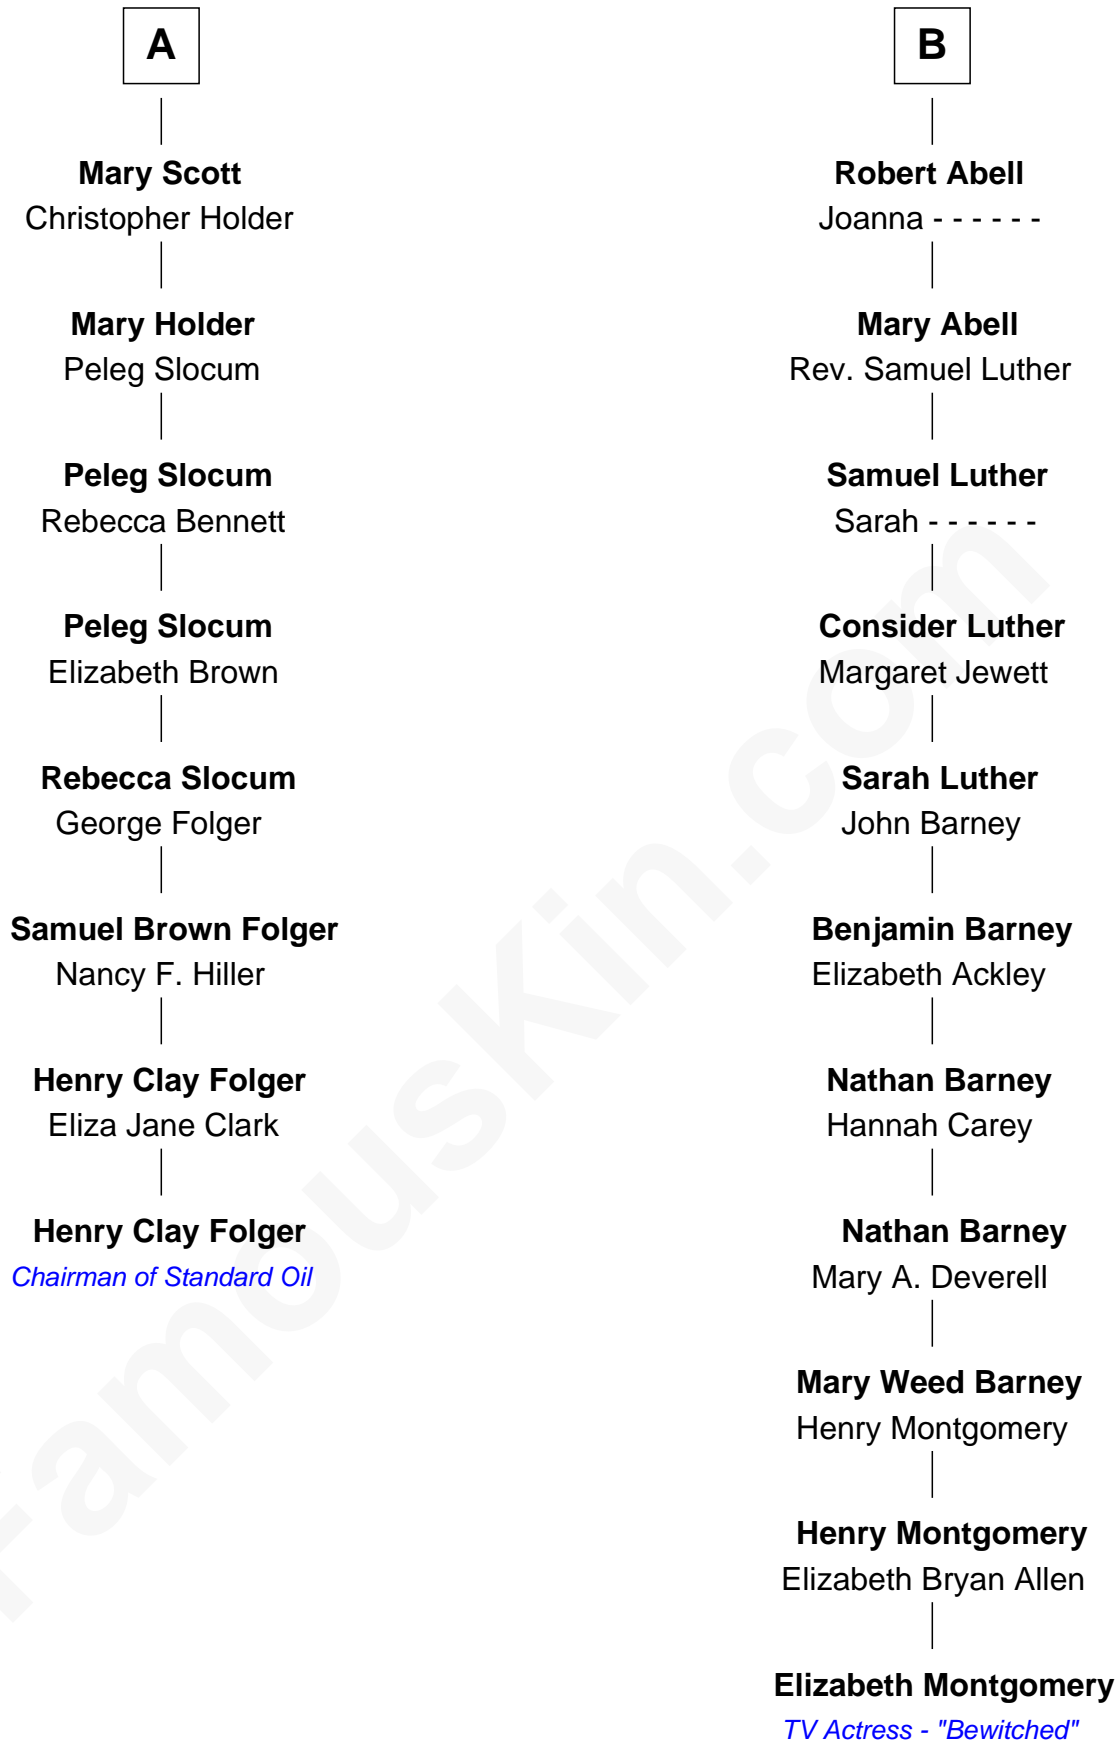 A
Mary Scott
Christopher Holder
Mary Holder
Peleg Slocum
Peleg Slocum
Rebecca Bennett
Peleg Slocum
Elizabeth Brown
Rebecca Slocum
George Folger
Samuel Brown Folger
Nancy F. Hiller
Henry Clay Folger
Eliza Jane Clark
Henry Clay Folger
Chairman of Standard Oil
B
Robert Abell
Joanna - - - - - -
Mary Abell
Rev. Samuel Luther
Samuel Luther
Sarah - - - - - -
Consider Luther
Margaret Jewett
Sarah Luther
John Barney
Benjamin Barney
Elizabeth Ackley
Nathan Barney
Hannah Carey
Nathan Barney
Mary A. Deverell
Mary Weed Barney
Henry Montgomery
Henry Montgomery
Elizabeth Bryan Allen
Elizabeth Montgomery
TV Actress - "Bewitched"
FamousKin.com